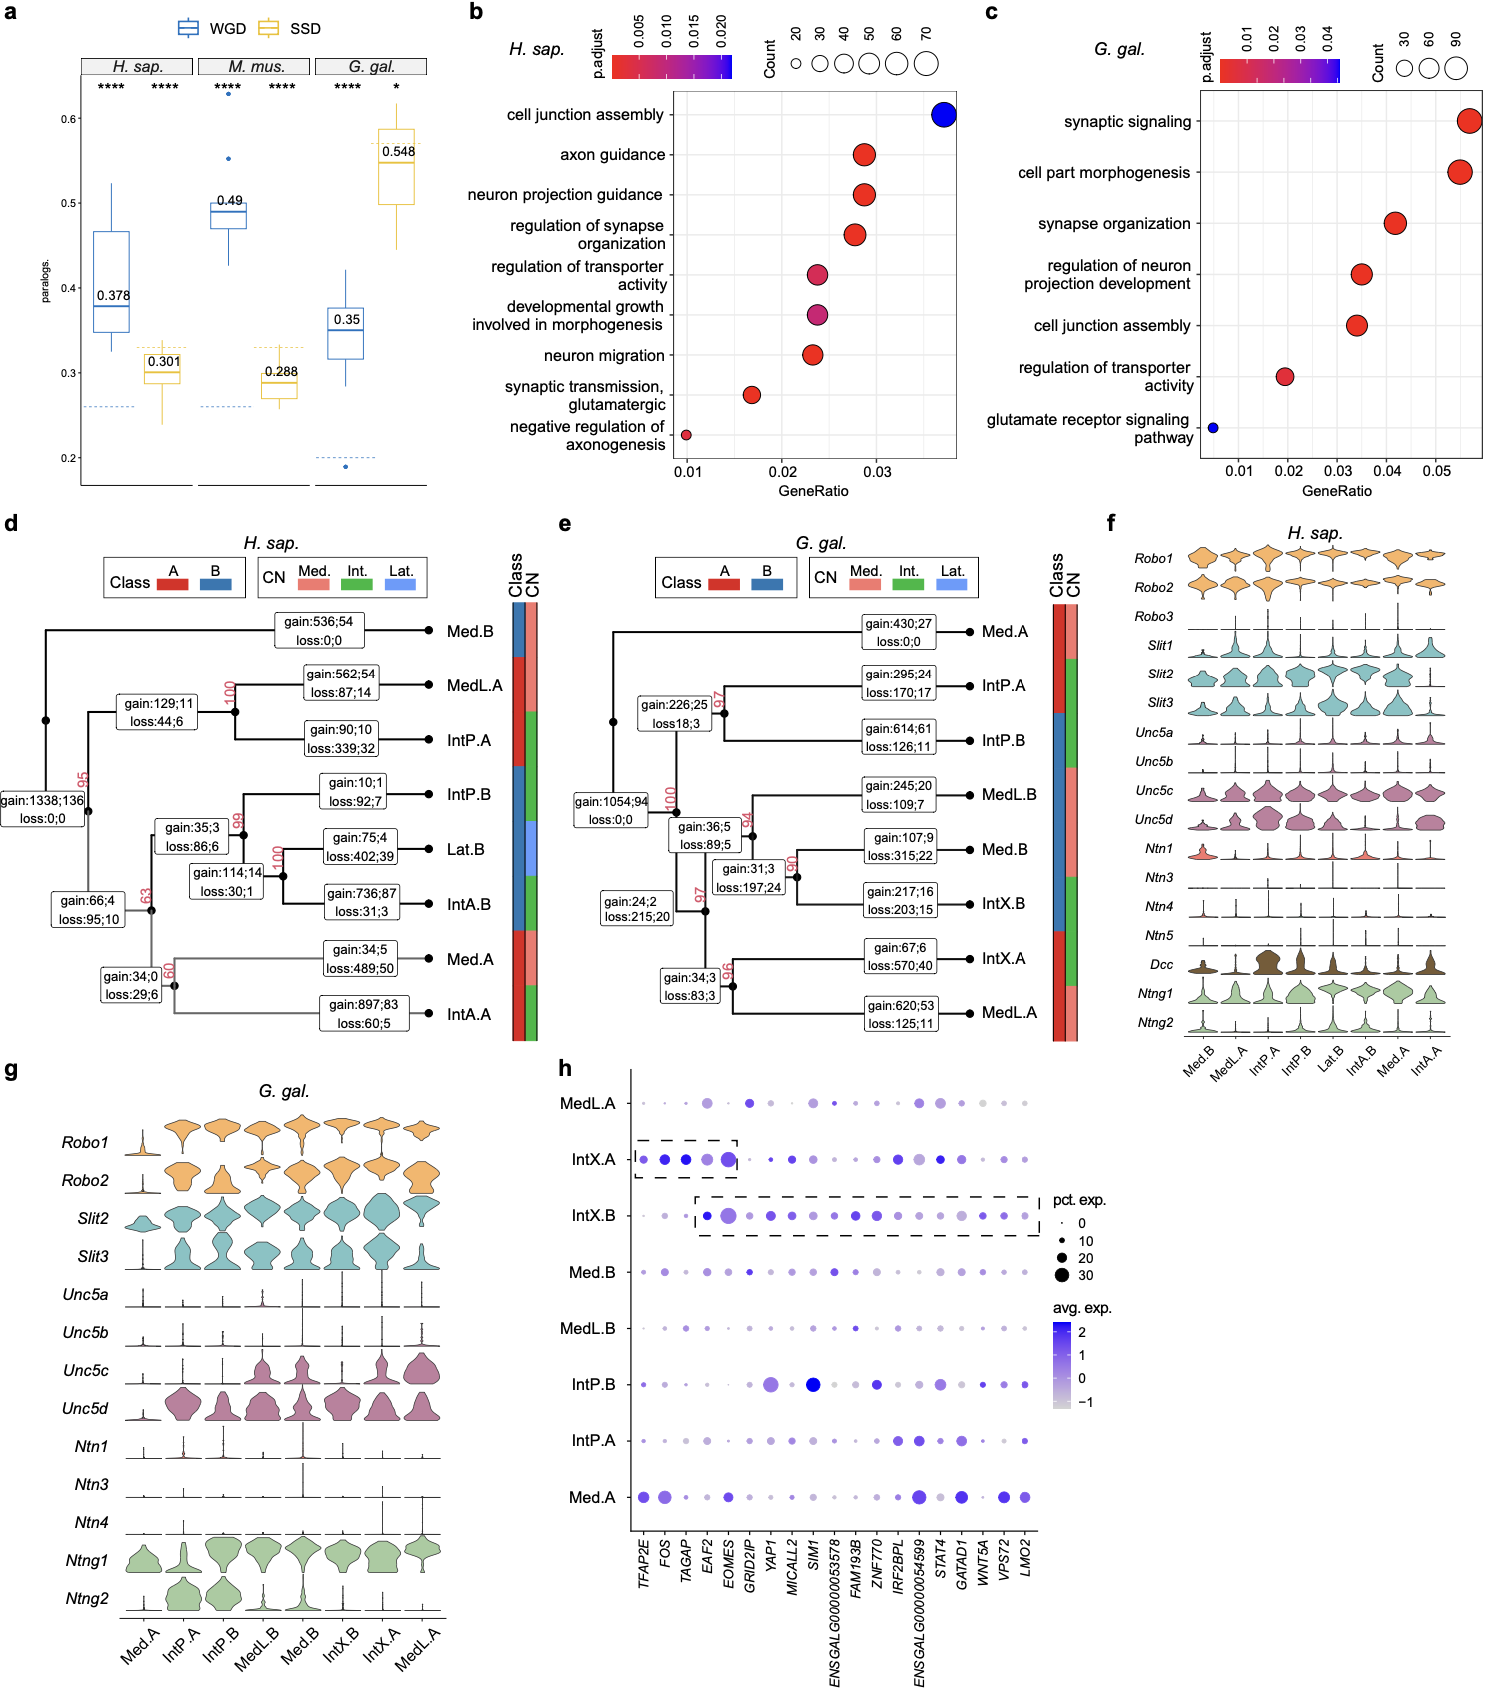 a
WGD SSD
H. sap. M. mus. G. gal.
**** **** **** **** **** *
paralogs.
0.6
0.5
0.4
0.3
0.2
0.378
0.301
0.49
0.288
0.35
0.548
b
H. sap.
p.adjust
0.005
0.010
0.015
0.020
Count
20
30
40
50
60
70
cell junction assembly
axon guidance
neuron projection guidance
regulation of synapse
organization
regulation of transporter
activity
developmental growth
involved in morphogenesis
neuron migration
synaptic transmission,
glutamatergic
negative regulation of
axonogenesis
0.01 0.02 0.03
GeneRatio
c
G. gal.
p.adjust
0.01
0.02
0.03
0.04
Count
30
60
90
synaptic signaling
cell part morphogenesis
synapse organization
regulation of neuron
projection development
cell junction assembly
regulation of transporter
activity
glutamate receptor signaling
pathway
0.01 0.02 0.03 0.04 0.05
GeneRatio
d
H. sap.
Class A B
CN Med. Int. Lat.
Class
CN
gain:536;54
loss:0;0
Med.B
gain:562;54
loss:87;14
MedL.A
gain:129;11
loss:44;6
100
gain:90;10
loss:339;32
IntP.A
95
gain:1338;136
loss:0;0
gain:10;1
loss:92;7
IntP.B
gain:35;3
loss:86;6
99
gain:75;4
loss:402;39
Lat.B
100
gain:114;14
loss:30;1
gain:736;87
loss:31;3
IntA.B
gain:66;4
loss:95;10
63
gain:34;5
loss:489;50
Med.A
gain:34;0
loss:29;6
60
gain:897;83
loss:60;5
IntA.A
e
G. gal.
Class A B
CN Med. Int. Lat.
Class
CN
gain:430;27
loss:0;0
Med.A
gain:295;24
loss:170;17
IntP.A
gain:226;25
loss18;3
97
gain:614;61
loss:126;11
IntP.B
gain:1054;94
loss:0;0
100
gain:245;20
loss:109;7
MedL.B
gain:36;5
loss:89;5
94
gain:107;9
loss:315;22
Med.B
gain:31;3
loss:197;24
90
gain:217;16
loss:203;15
IntX.B
gain:24;2
loss:215;20
97
gain:67;6
loss:570;40
IntX.A
gain:34;3
loss:83;3
96
gain:620;53
loss:125;11
MedL.A
f
H. sap.
Robo1
Robo2
Robo3
Slit1
Slit2
Slit3
Unc5a
Unc5b
Unc5c
Unc5d
Ntn1
Ntn3
Ntn4
Ntn5
Dcc
Ntng1
Ntng2
Med.B
MedL.A
IntP.A
IntP.B
Lat.B
IntA.B
Med.A
IntA.A
g
G. gal.
Robo1
Robo2
Slit2
Slit3
Unc5a
Unc5b
Unc5c
Unc5d
Ntn1
Ntn3
Ntn4
Ntng1
Ntng2
Med.A
IntP.A
IntP.B
MedL.B
Med.B
IntX.B
IntX.A
MedL.A
h
MedL.A
IntX.A
IntX.B
Med.B
MedL.B
IntP.B
IntP.A
Med.A
TFAP2E
FOS
TAGAP
EAF2
EOMES
GRID2IP
YAP1
MICALL2
SIM1
ENSGALG00000053578
FAM193B
ZNF770
IRF2BPL
ENSGALG00000054599
STAT4
GATAD1
WNT5A
VPS72
LMO2
pct. exp.
0
10
20
30
avg. exp.
2
1
0
−1